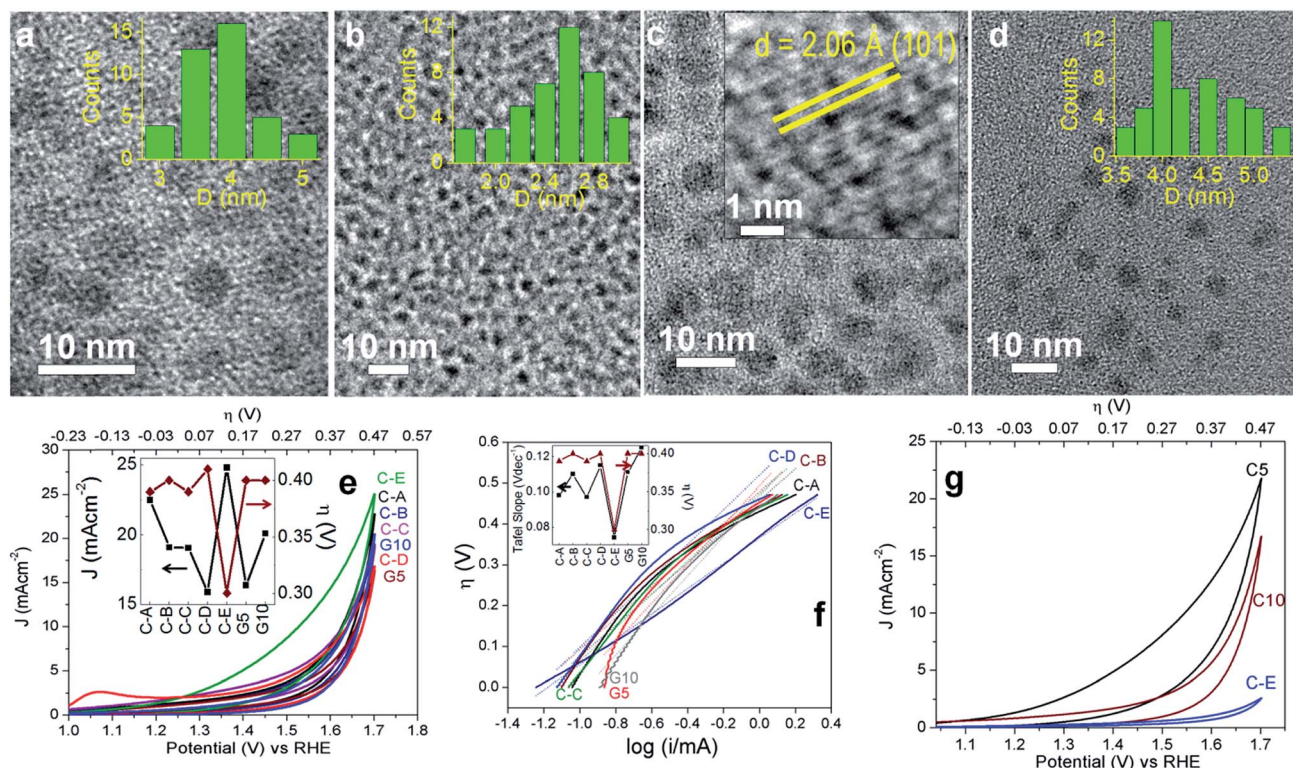 a
15
10
5
0
Counts
3 4 5
D (nm)
10 nm
b
12
8
4
0
Counts
2.0 2.4 2.8
D (nm)
10 nm
c
d = 2.06 Å (101)
1 nm
10 nm
d
12
8
4
0
Counts
3.5 4.0 4.5 5.0
D (nm)
10 nm
η (V)
-0.23 -0.13 -0.03 0.07 0.17 0.27 0.37 0.47 0.57
30
25
20
15
10
5
0
J (mAcm⁻²)
25
20
15
J (mAcm⁻²)
0.40
0.35
0.30
η (V)
C-A C-B C-C C-D C-E G5 G10
e
C-E
C-A
C-B
C-C
G10
C-D
G5
1.0 1.1 1.2 1.3 1.4 1.5 1.6 1.7 1.8
Potential (V) vs RHE
0.6
0.5
0.4
0.3
0.2
0.1
0.0
η (V)
Tafel Slope (Vdec⁻¹)
0.12
0.10
0.08
0.40
0.35
0.30
η (V)
C-A C-B C-C C-D C-E G5 G10
C-D
C-B
C-A
C-E
f
C-C
G10
G5
-1.4 -1.2 -1.0 -0.8 -0.6 -0.4 -0.2 0.0 0.2 0.4
log (i/mA)
η (V)
-0.13 -0.03 0.07 0.17 0.27 0.37 0.47
25
20
15
10
5
0
J (mAcm⁻²)
g
C5
C10
C-E
1.1 1.2 1.3 1.4 1.5 1.6 1.7
Potential (V) vs RHE